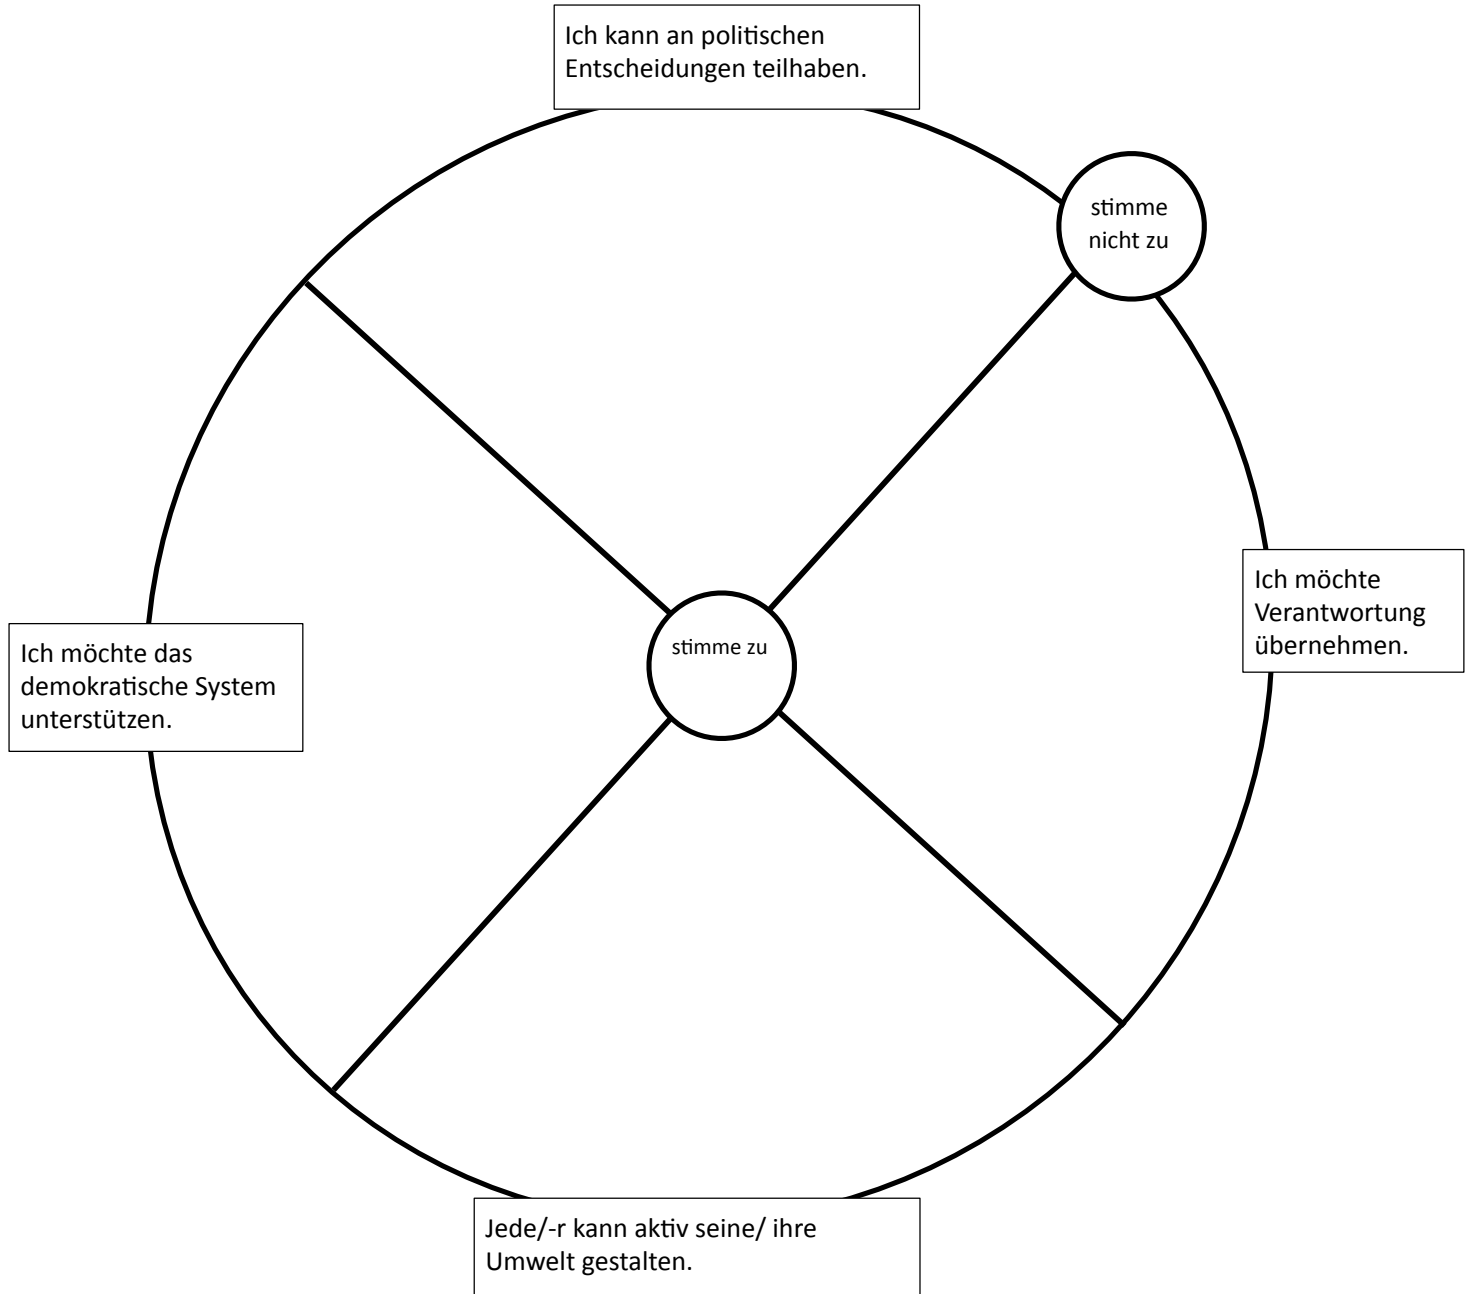 Ich kann an politischen
Entscheidungen teilhaben.
stimme
nicht zu
Ich möchte
Verantwortung
übernehmen.
stimme zu
Ich möchte das
demokratische System
unterstützen.
Jede/-r kann aktiv seine/ ihre
Umwelt gestalten.